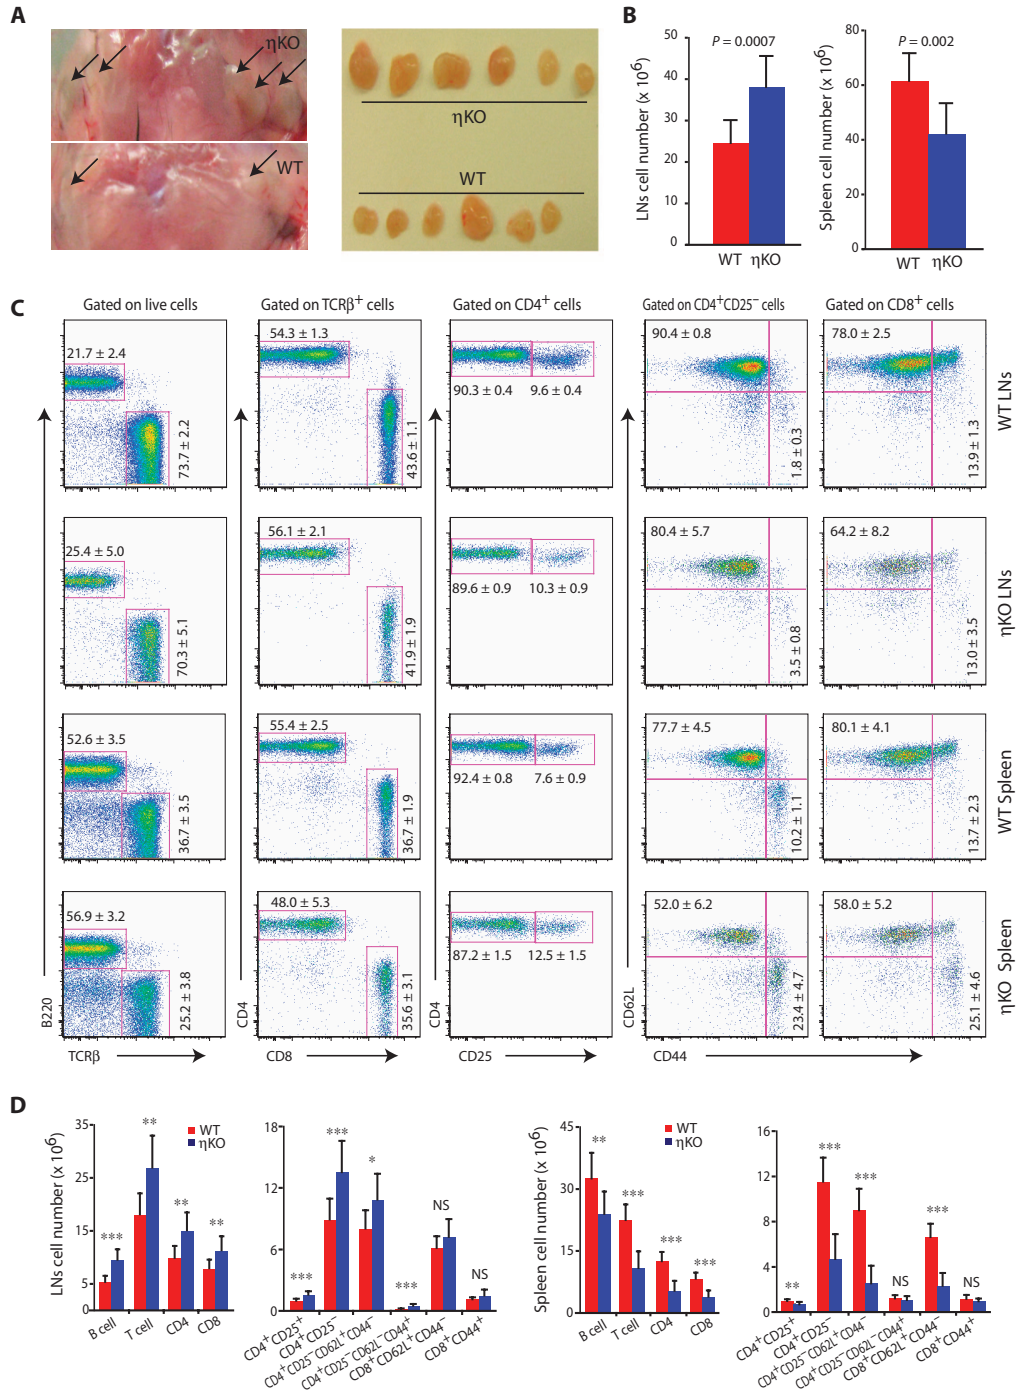 A
ηKO
WT
ηKO
WT
B
P = 0.0007
LNs cell number (x 10⁶)
50
40
30
20
10
0
WT ηKO
P = 0.002
Spleen cell number (x 10⁶)
80
60
40
20
0
WT ηKO
C
Gated on live cells
Gated on TCRβ⁺ cells
Gated on CD4⁺ cells
Gated on CD4⁺CD25⁻ cells
Gated on CD8⁺ cells
21.7 ± 2.4
73.7 ± 2.2
54.3 ± 1.3
43.6 ± 1.1
90.3 ± 0.4
9.6 ± 0.4
90.4 ± 0.8
1.8 ± 0.3
78.0 ± 2.5
13.9 ± 1.3
WT LNs
25.4 ± 5.0
70.3 ± 5.1
56.1 ± 2.1
41.9 ± 1.9
89.6 ± 0.9
10.3 ± 0.9
80.4 ± 5.7
3.5 ± 0.8
64.2 ± 8.2
13.0 ± 3.5
ηKO LNs
52.6 ± 3.5
36.7 ± 3.5
55.4 ± 2.5
36.7 ± 1.9
92.4 ± 0.8
7.6 ± 0.9
77.7 ± 4.5
10.2 ± 1.1
80.1 ± 4.1
13.7 ± 2.3
WT Spleen
56.9 ± 3.2
25.2 ± 3.8
48.0 ± 5.3
35.6 ± 3.1
87.2 ± 1.5
12.5 ± 1.5
52.0 ± 6.2
23.4 ± 4.7
58.0 ± 5.2
25.1 ± 4.6
ηKO Spleen
B220
CD4
CD4
CD62L
TCRβ
CD8
CD25
CD44
D
LNs cell number (x 10⁶)
35
25
15
5
0
WT
ηKO
***
**
**
**
B cell
T cell
CD4
CD8
18
12
6
0
***
***
*
***
NS
NS
CD4⁺CD25⁺
CD4⁺CD25⁻
CD4⁺CD25⁻CD62L⁺CD44⁻
CD4⁺CD25⁻CD62L⁻CD44⁺
CD8⁺CD62L⁺CD44⁻
CD8⁺CD44⁺
Spleen cell number (x 10⁶)
45
30
15
0
WT
ηKO
**
***
***
***
B cell
T cell
CD4
CD8
16
12
8
4
0
**
***
***
NS
***
NS
CD4⁺CD25⁺
CD4⁺CD25⁻
CD4⁺CD25⁻CD62L⁺CD44⁻
CD4⁺CD25⁻CD62L⁻CD44⁺
CD8⁺CD62L⁺CD44⁻
CD8⁺CD44⁺